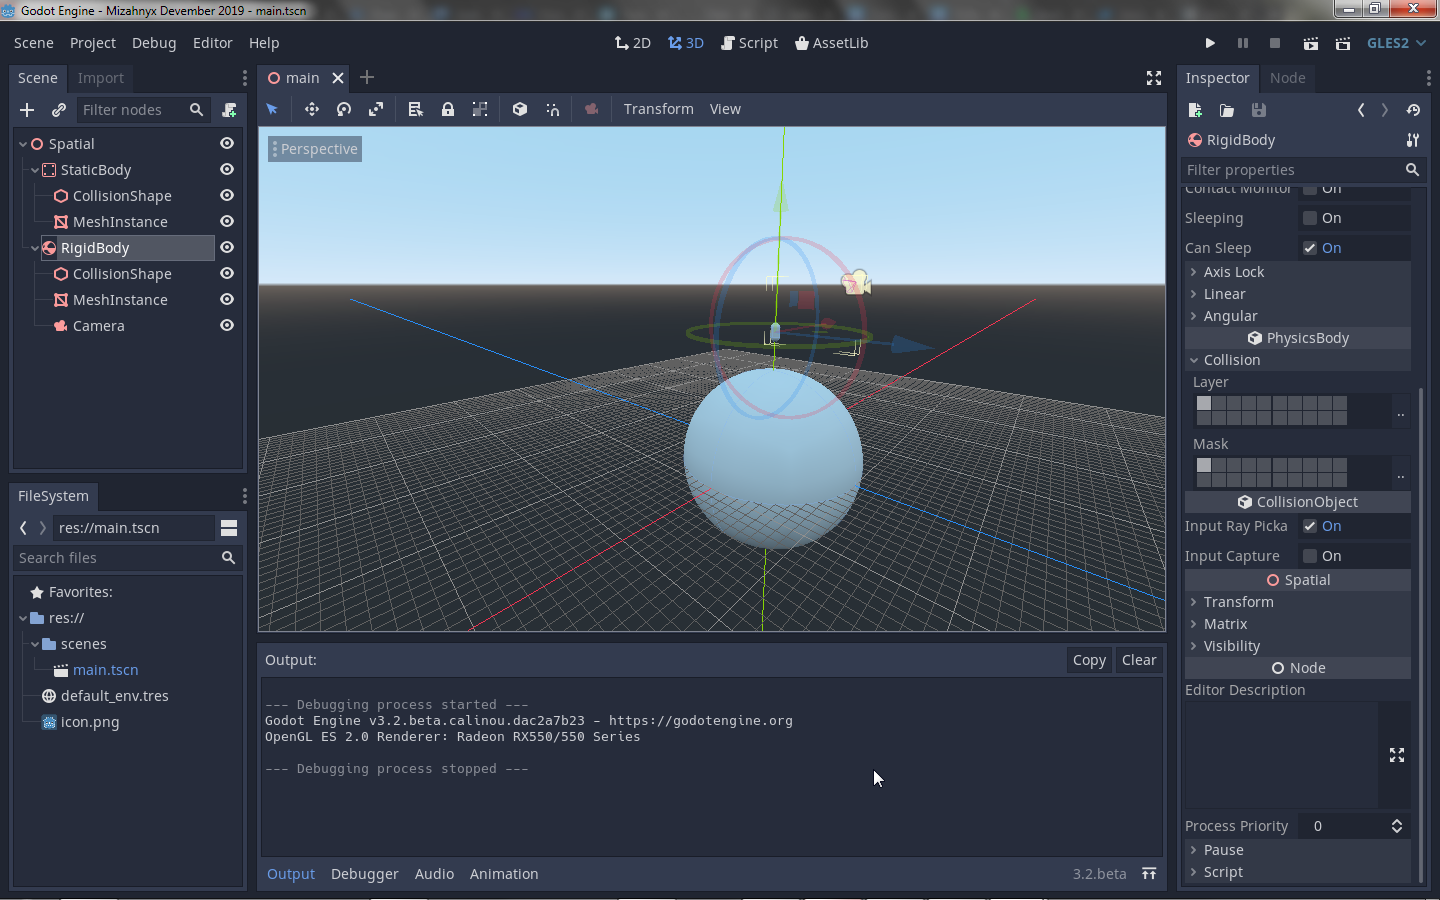 Godot Engine - Mizahnyx Devember 2019 - main.tscn
Scene Project Debug Editor Help
2D 3D Script AssetLib
GLES2
Scene Import
Filter nodes
Spatial
StaticBody
CollisionShape
MeshInstance
RigidBody
CollisionShape
MeshInstance
Camera
FileSystem
res://main.tscn
Search files
Favorites:
res://
scenes
main.tscn
default_env.tres
icon.png
main
Transform View
Perspective
Output:
Copy Clear
--- Debugging process started ---
Godot Engine v3.2.beta.calinou.dac2a7b23 - https://godotengine.org
OpenGL ES 2.0 Renderer: Radeon RX550/550 Series
--- Debugging process stopped ---
Output Debugger Audio Animation
3.2.beta
Inspector Node
RigidBody
Filter properties
Contact Monitor On
Sleeping On
Can Sleep On
Axis Lock
Linear
Angular
PhysicsBody
Collision
Layer
..
Mask
..
CollisionObject
Input Ray Picka On
Input Capture On
Spatial
Transform
Matrix
Visibility
Node
Editor Description
Process Priority 0
Pause
Script